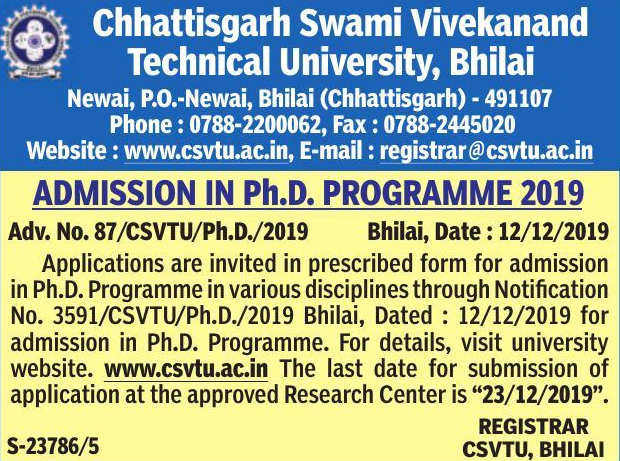 Chhattisgarh Swami Vivekanand
Technical University, Bhilai
Newai, P.O.-Newai, Bhilai (Chhattisgarh) - 491107
Phone : 0788-2200062, Fax : 0788-2445020
Website : www.csvtu.ac.in, E-mail : registrar@csvtu.ac.in
ADMISSION IN Ph.D. PROGRAMME 2019
Adv. No. 87/CSVTU/Ph.D./2019 Bhilai, Date : 12/12/2019
Applications are invited in prescribed form for admission
in Ph.D. Programme in various disciplines through Notification
No. 3591/CSVTU/Ph.D./2019 Bhilai, Dated : 12/12/2019 for
admission in Ph.D. Programme. For details, visit university
website. www.csvtu.ac.in The last date for submission of
application at the approved Research Center is “23/12/2019”.
REGISTRAR
S-23786/5 CSVTU, BHILAI